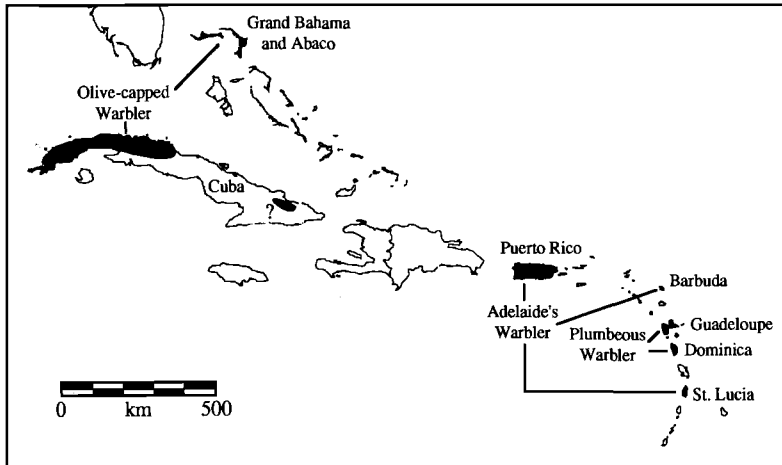 Grand Bahama
and Abaco
Olive-capped
Warbler
Cuba
?
Puerto Rico
Barbuda
Adelaide's
Warbler
Plumbeous
Warbler
Guadeloupe
Dominica
St. Lucia
0 km 500